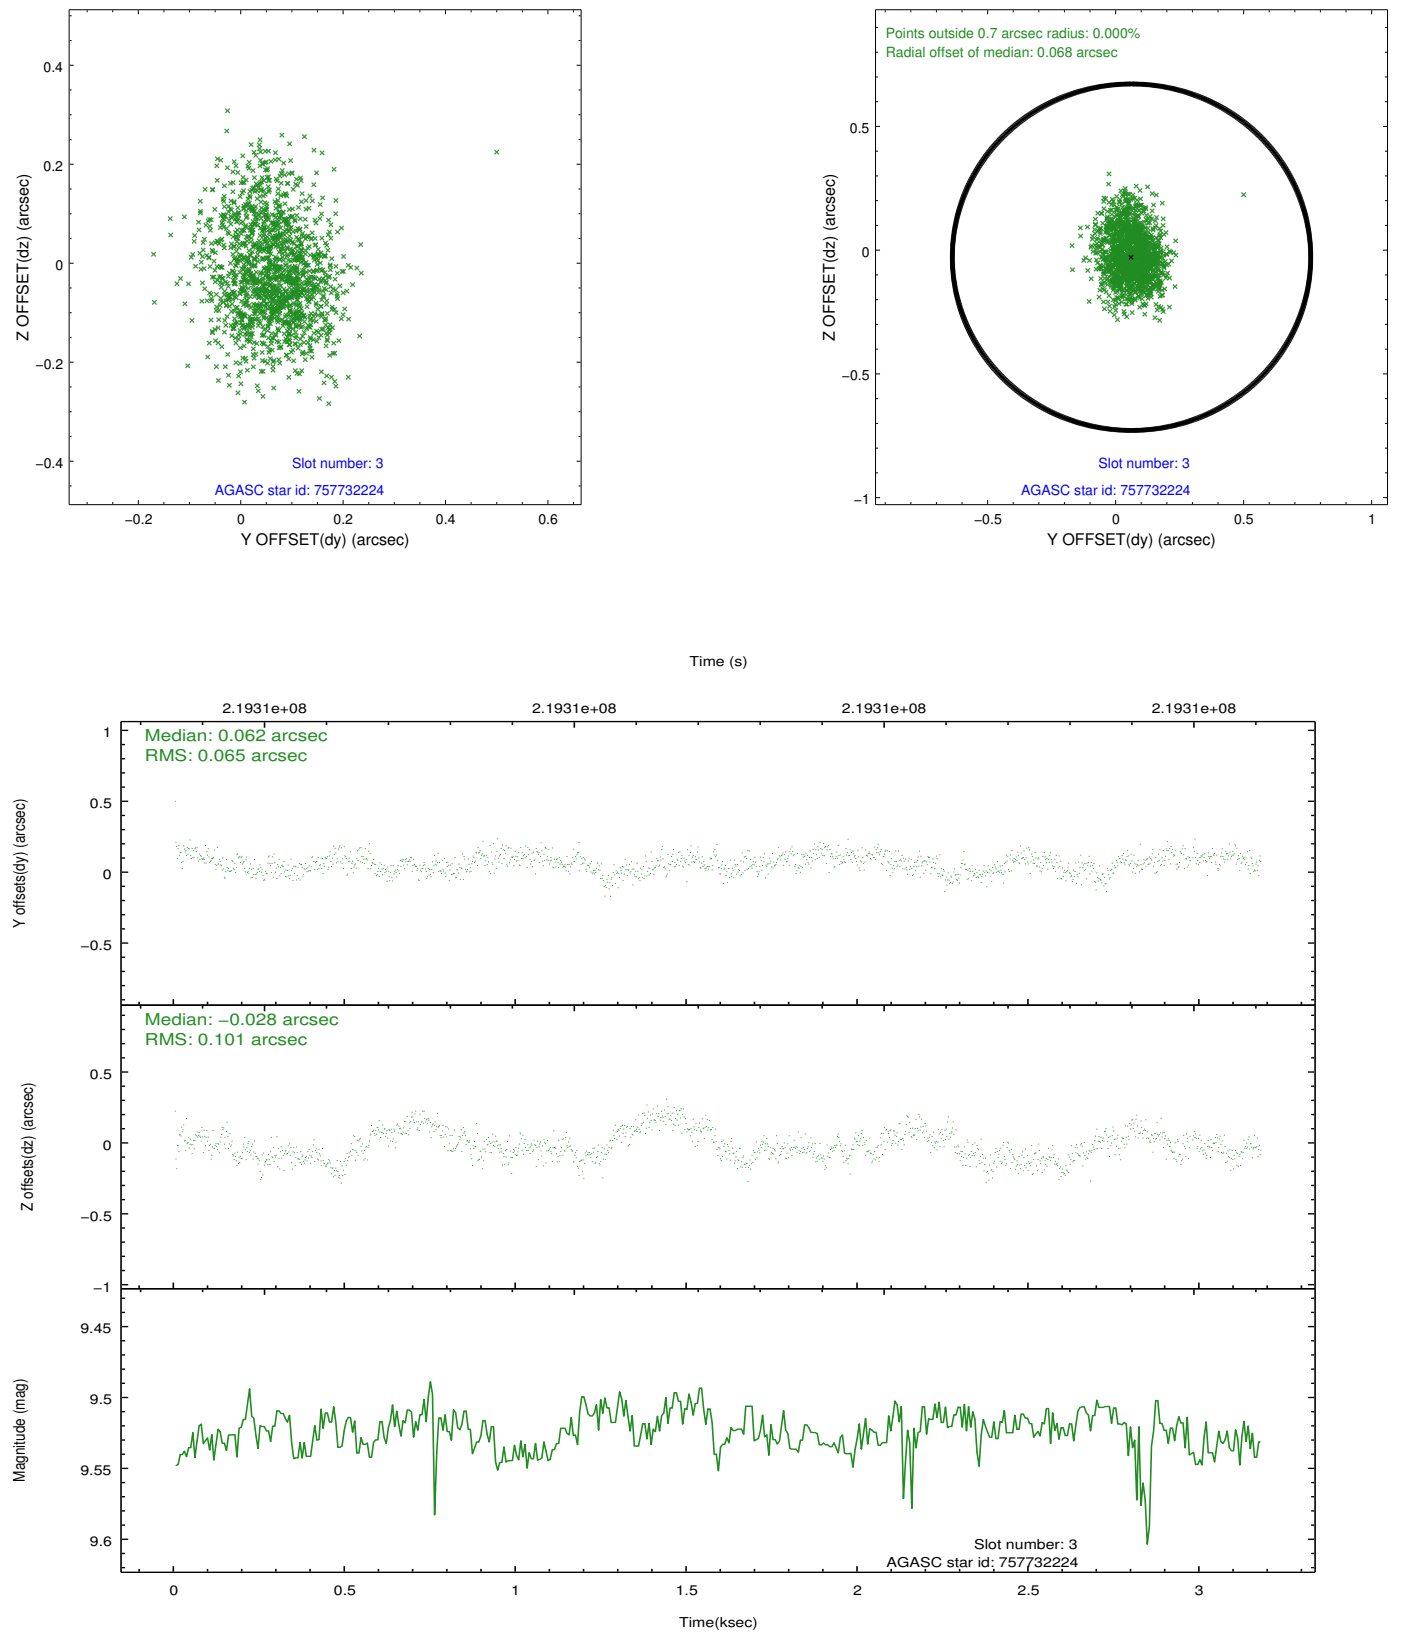 0.4
0.2
0
−0.2
−0.4
Z OFFSET(dz) (arcsec)
Slot number: 3
AGASC star id: 757732224
−0.2
0
0.2
0.4
0.6
Y OFFSET(dy) (arcsec)
Points outside 0.7 arcsec radius: 0.000%
Radial offset of median: 0.068 arcsec
0.5
0
−0.5
−1
Z OFFSET(dz) (arcsec)
Slot number: 3
AGASC star id: 757732224
−0.5
0
0.5
1
Y OFFSET(dy) (arcsec)
Time (s)
2.1931e+08
2.1931e+08
2.1931e+08
2.1931e+08
Median: 0.062 arcsec
RMS: 0.065 arcsec
1
0.5
0
−0.5
Y offsets(dy) (arcsec)
Median: −0.028 arcsec
RMS: 0.101 arcsec
0.5
0
−0.5
−1
Z offsets(dz) (arcsec)
9.45
9.5
9.55
9.6
Magnitude (mag)
Slot number: 3
AGASC star id: 757732224
0
0.5
1
1.5
2
2.5
3
Time(ksec)